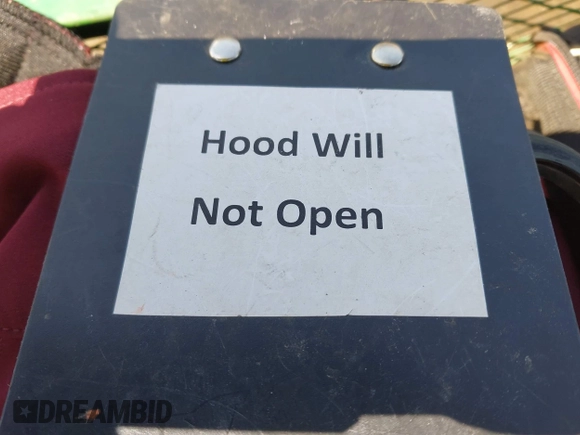 Hood Will
Not Open
DREAMBID